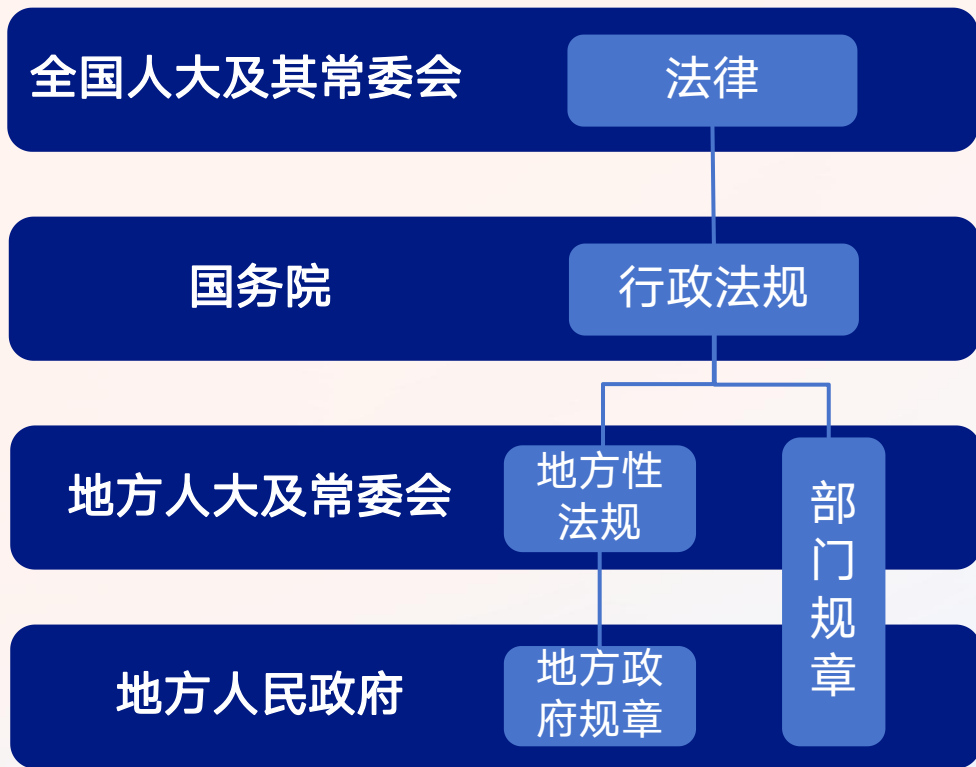 全国人大及其常委会
法律
国务院
行政法规
地方人大及常委会
地方性
法规
部
门
规
章
地方人民政府
地方政
府规章